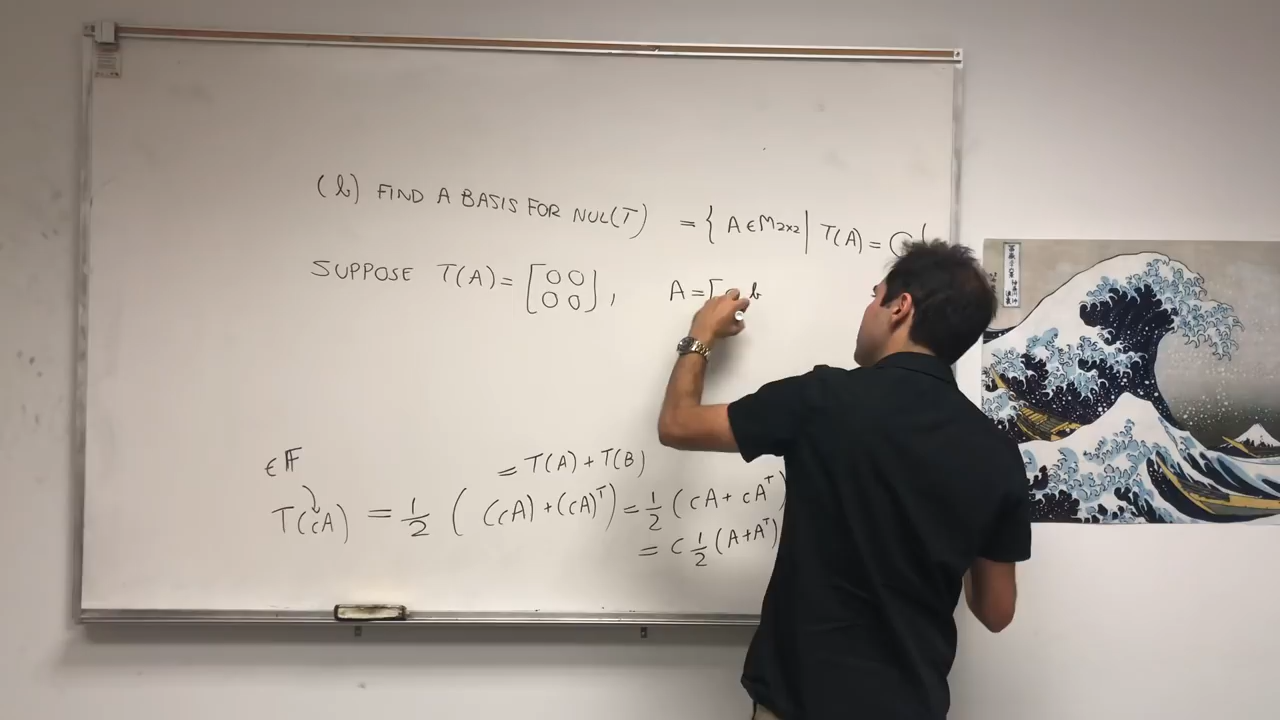 (b) FIND A BASIS FOR NUL(T) = { A ∈ M2x2 | T(A) = O
SUPPOSE T(A) = [ 0 0
0 0 ] , A = [ a b
∈ F = T(A) + T(B)
T(cA) = 1/2 ( (cA) + (cA)^T ) = 1/2 ( cA + cA^T )
= c 1/2 (A + A^T)